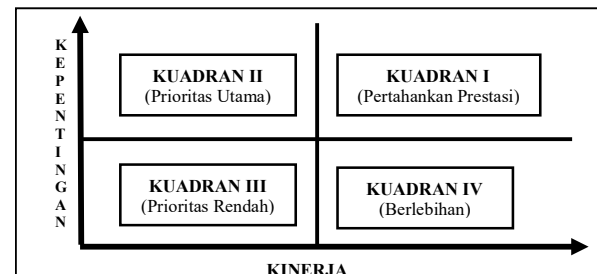 KEPENTINGAN
KUADRAN II
(Prioritas Utama)
KUADRAN I
(Pertahankan Prestasi)
KUADRAN III
(Prioritas Rendah)
KUADRAN IV
(Berlebihan)
KINERJA